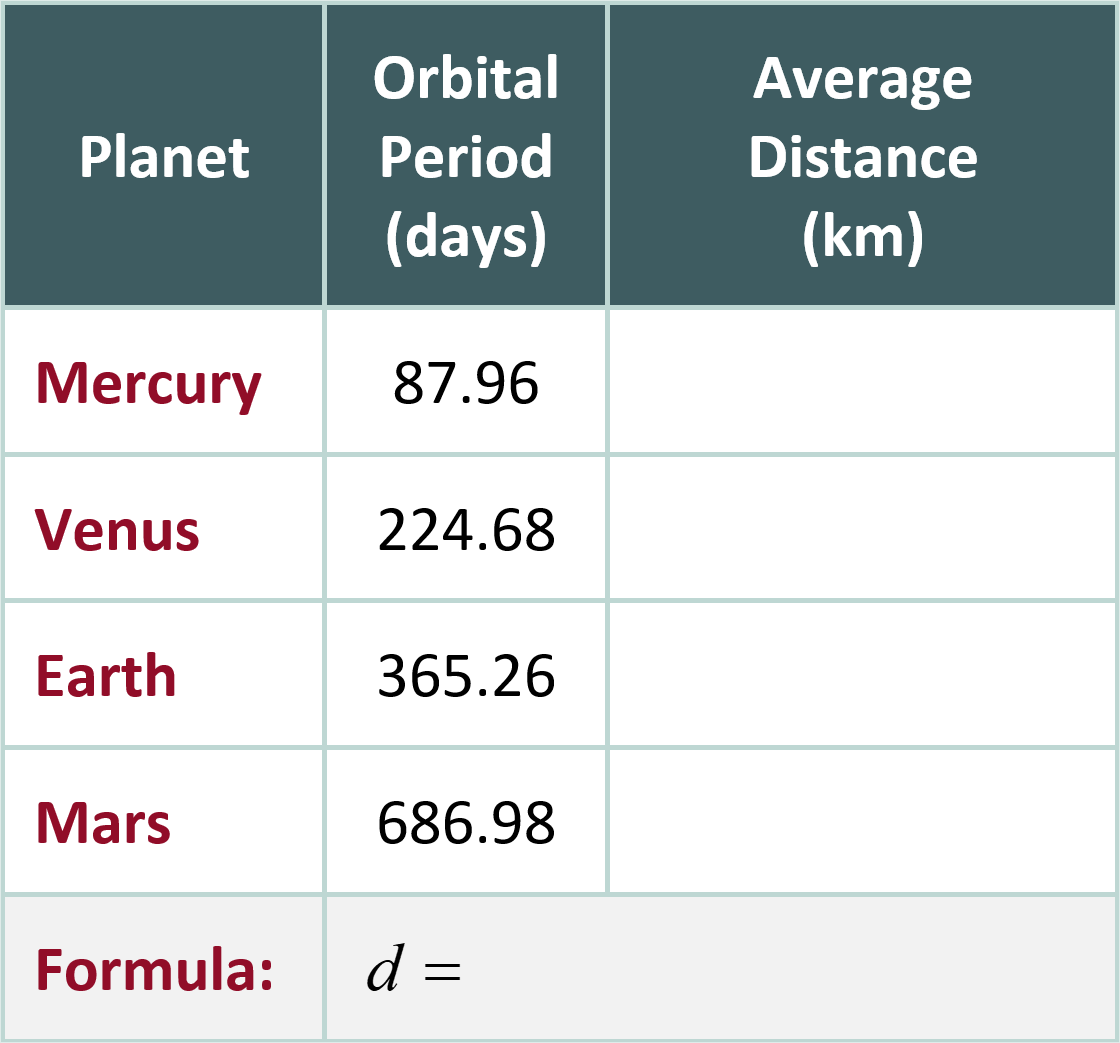 Planet
Orbital
Period
(days)
Average
Distance
(km)
Mercury
87.96
Venus
224.68
Earth
365.26
Mars
686.98
Formula:
d =